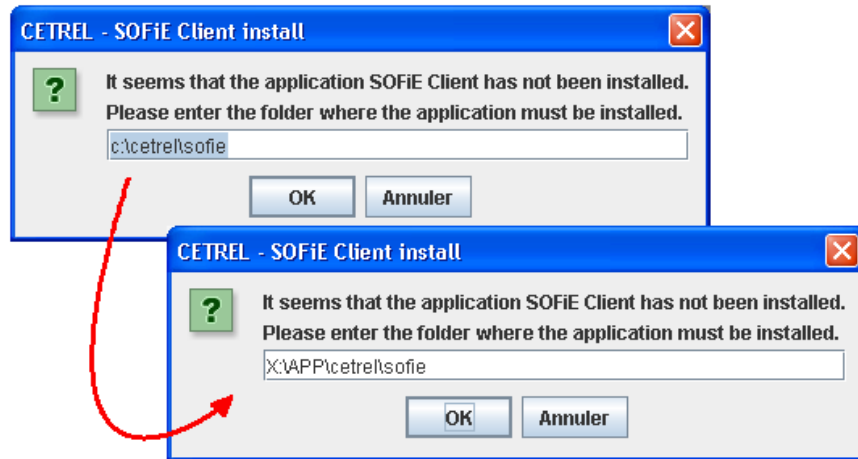 CETREL - SOFiE Client install
It seems that the application SOFiE Client has not been installed.
Please enter the folder where the application must be installed.
c:\cetrel\sofie
OK Annuler
CETREL - SOFiE Client install
It seems that the application SOFiE Client has not been installed.
Please enter the folder where the application must be installed.
X:\APP\cetrel\sofie
OK Annuler